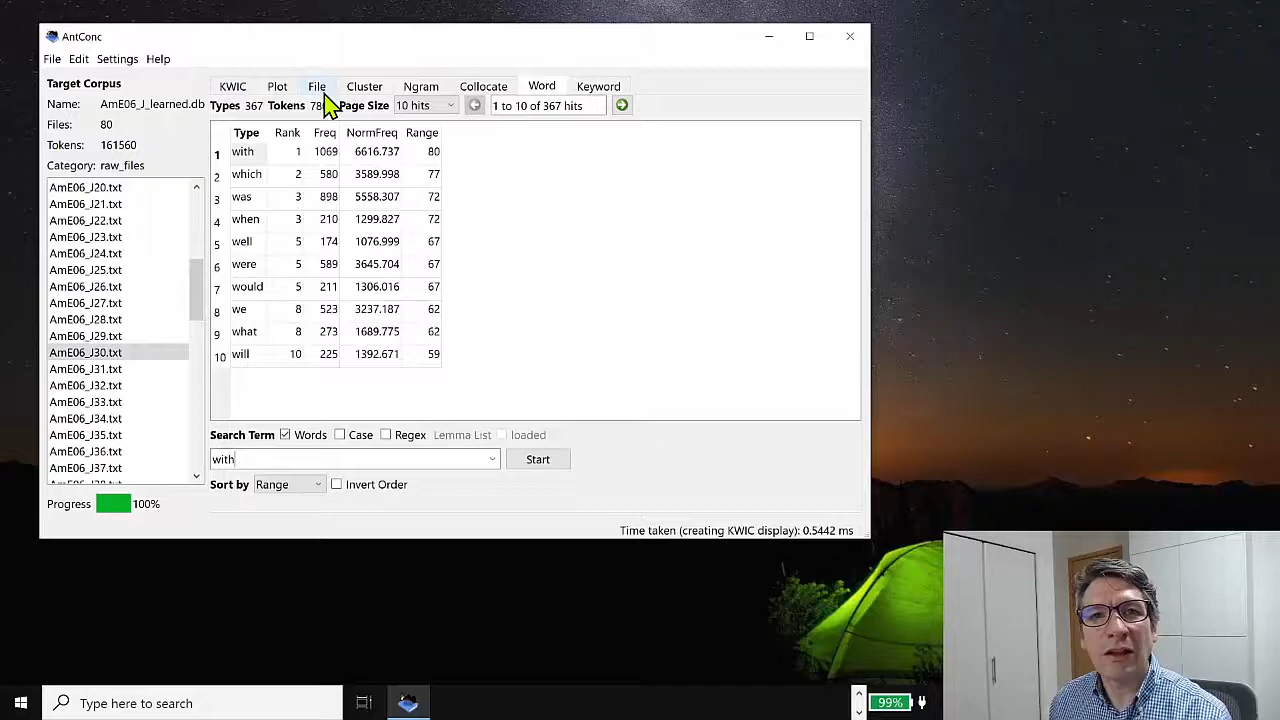 AntConc
File Edit Settings Help
Target Corpus
Name: AmE06_J_learned.db
Files: 80
Tokens: 161560
Category: raw_files
AmE06_J20.txt
AmE06_J21.txt
AmE06_J22.txt
AmE06_J23.txt
AmE06_J24.txt
AmE06_J25.txt
AmE06_J26.txt
AmE06_J27.txt
AmE06_J28.txt
AmE06_J29.txt
AmE06_J30.txt
AmE06_J31.txt
AmE06_J32.txt
AmE06_J33.txt
AmE06_J34.txt
AmE06_J35.txt
AmE06_J36.txt
AmE06_J37.txt
Progress 100%
KWIC Plot File Cluster Ngram Collocate Word Keyword
Types 367 Tokens Page Size 10 hits 1 to 10 of 367 hits
Type Rank Freq NormFreq Range
1 with 1 1069 6616.737 80
2 which 2 580 3589.998 77
3 was 3 898 5558.307 72
4 when 3 210 1299.827 72
5 well 5 174 1076.999 67
6 were 5 589 3645.704 67
7 would 5 211 1306.016 67
8 we 8 523 3237.187 62
9 what 8 273 1689.775 62
10 will 10 225 1392.671 59
Search Term Words Case Regex Lemma List loaded
with Start
Sort by Range Invert Order
Time taken (creating KWIC display): 0.5442 ms
Type here to search
99%